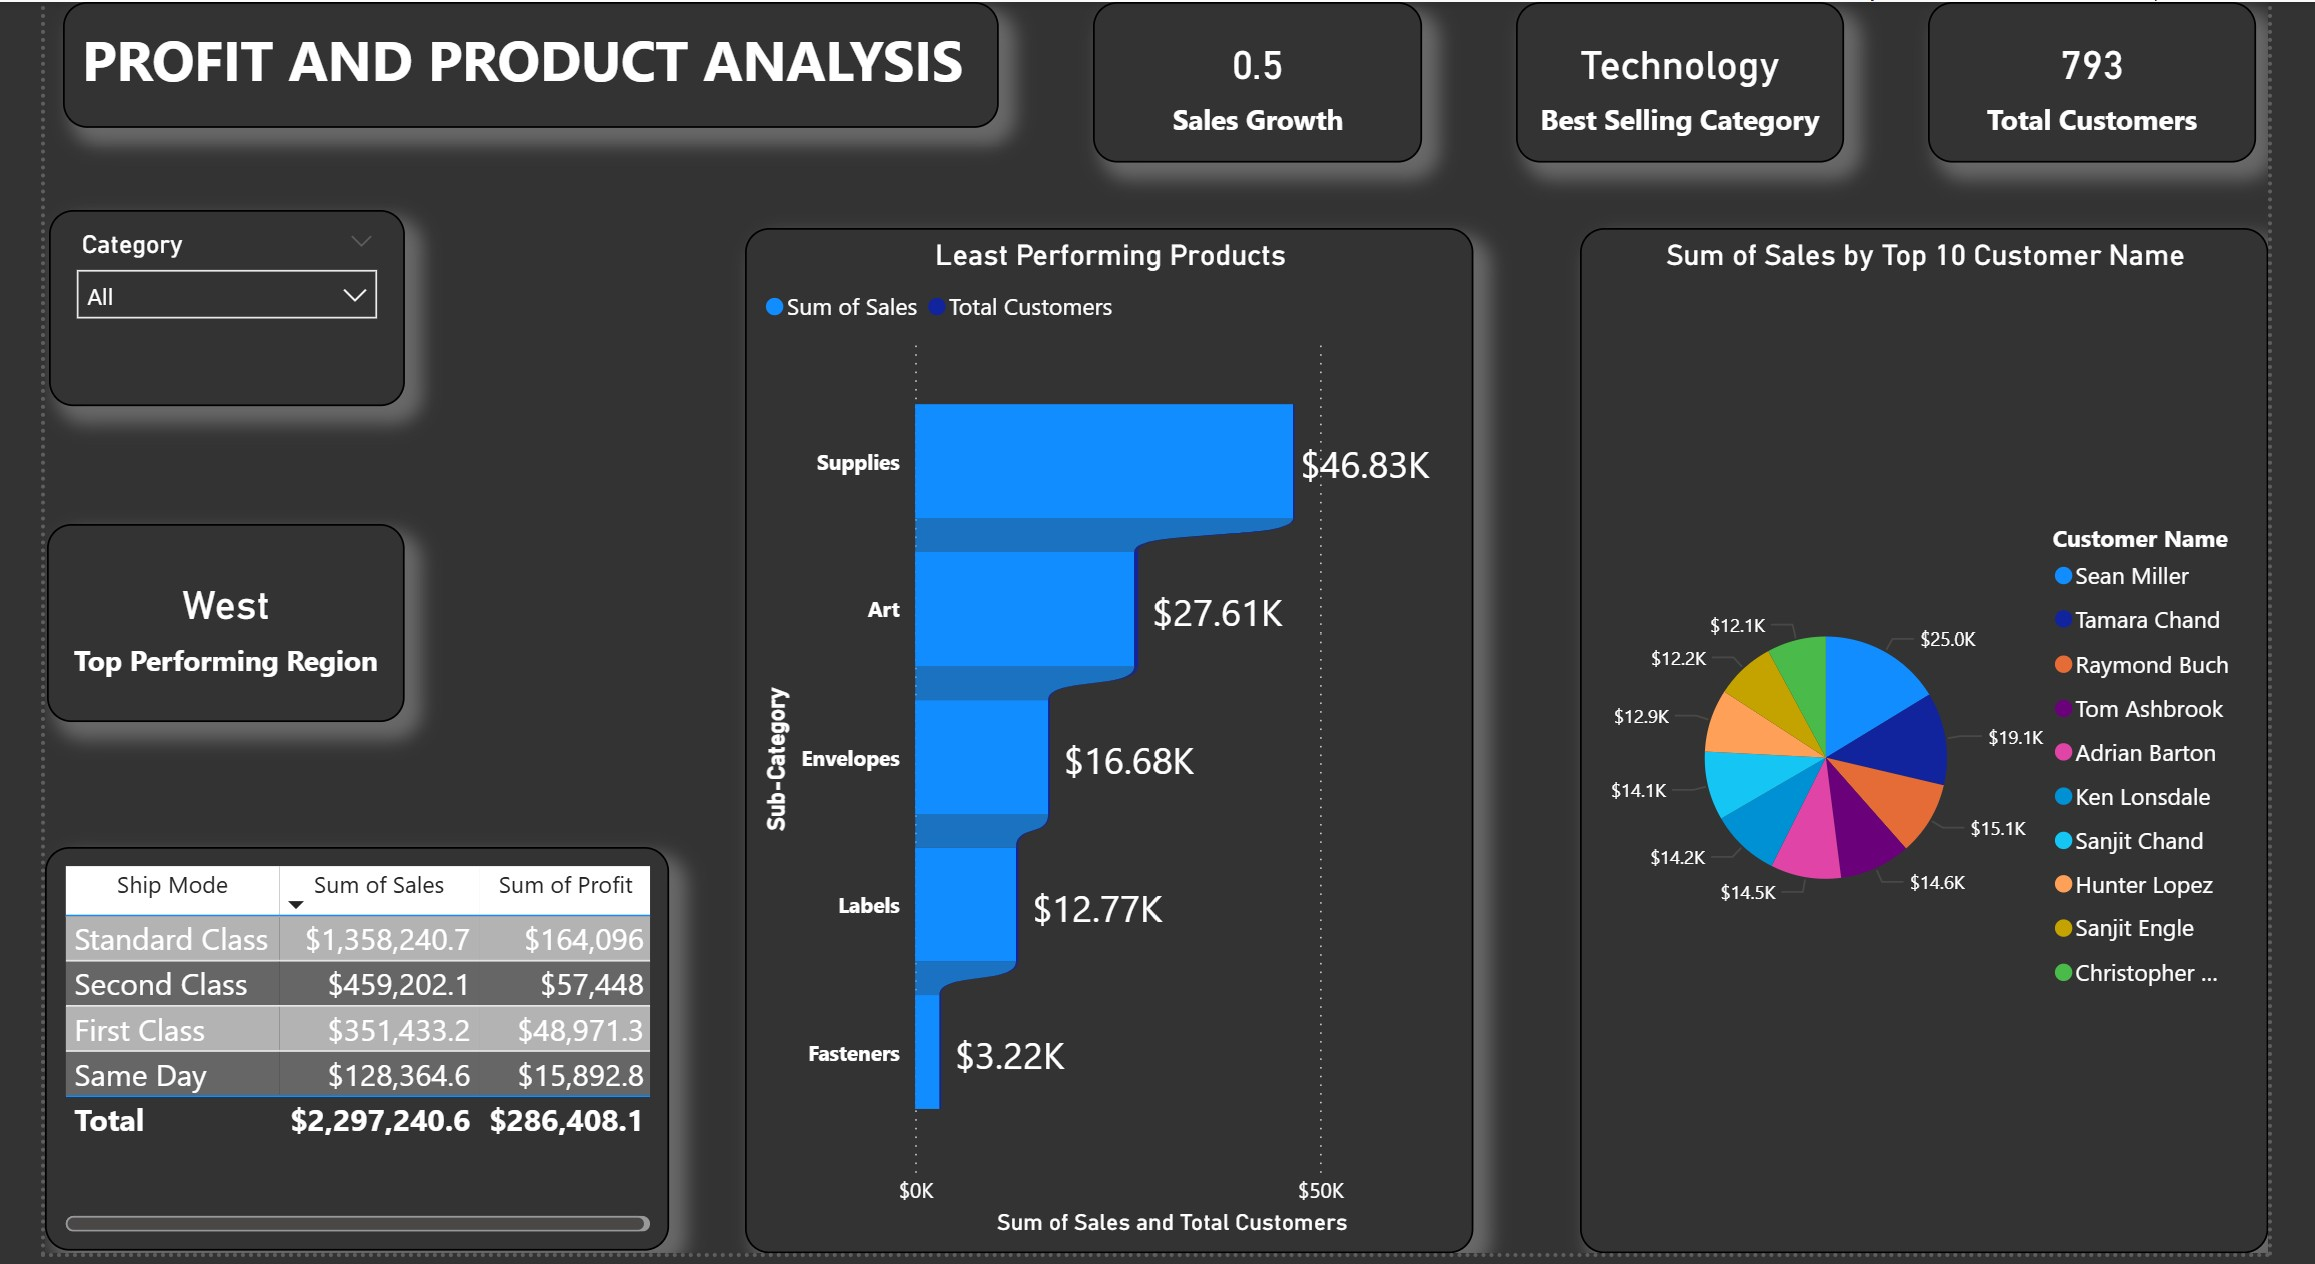 PROFIT AND PRODUCT ANALYSIS
0.5
Sales Growth
Technology
Best Selling Category
793
Total Customers
Category
All
West
Top Performing Region
Ship Mode Sum of Sales Sum of Profit
Standard Class $1,358,240.7 $164,096
Second Class $459,202.1 $57,448
First Class $351,433.2 $48,971.3
Same Day $128,364.6 $15,892.8
Total $2,297,240.6 $286,408.1
Least Performing Products
Sum of Sales Total Customers
Sub-Category
Supplies $46.83K
Art $27.61K
Envelopes $16.68K
Labels $12.77K
Fasteners $3.22K
$0K $50K
Sum of Sales and Total Customers
Sum of Sales by Top 10 Customer Name
$25.0K
$19.1K
$15.1K
$14.6K
$14.5K
$14.2K
$14.1K
$12.9K
$12.2K
$12.1K
Customer Name
Sean Miller
Tamara Chand
Raymond Buch
Tom Ashbrook
Adrian Barton
Ken Lonsdale
Sanjit Chand
Hunter Lopez
Sanjit Engle
Christopher ...